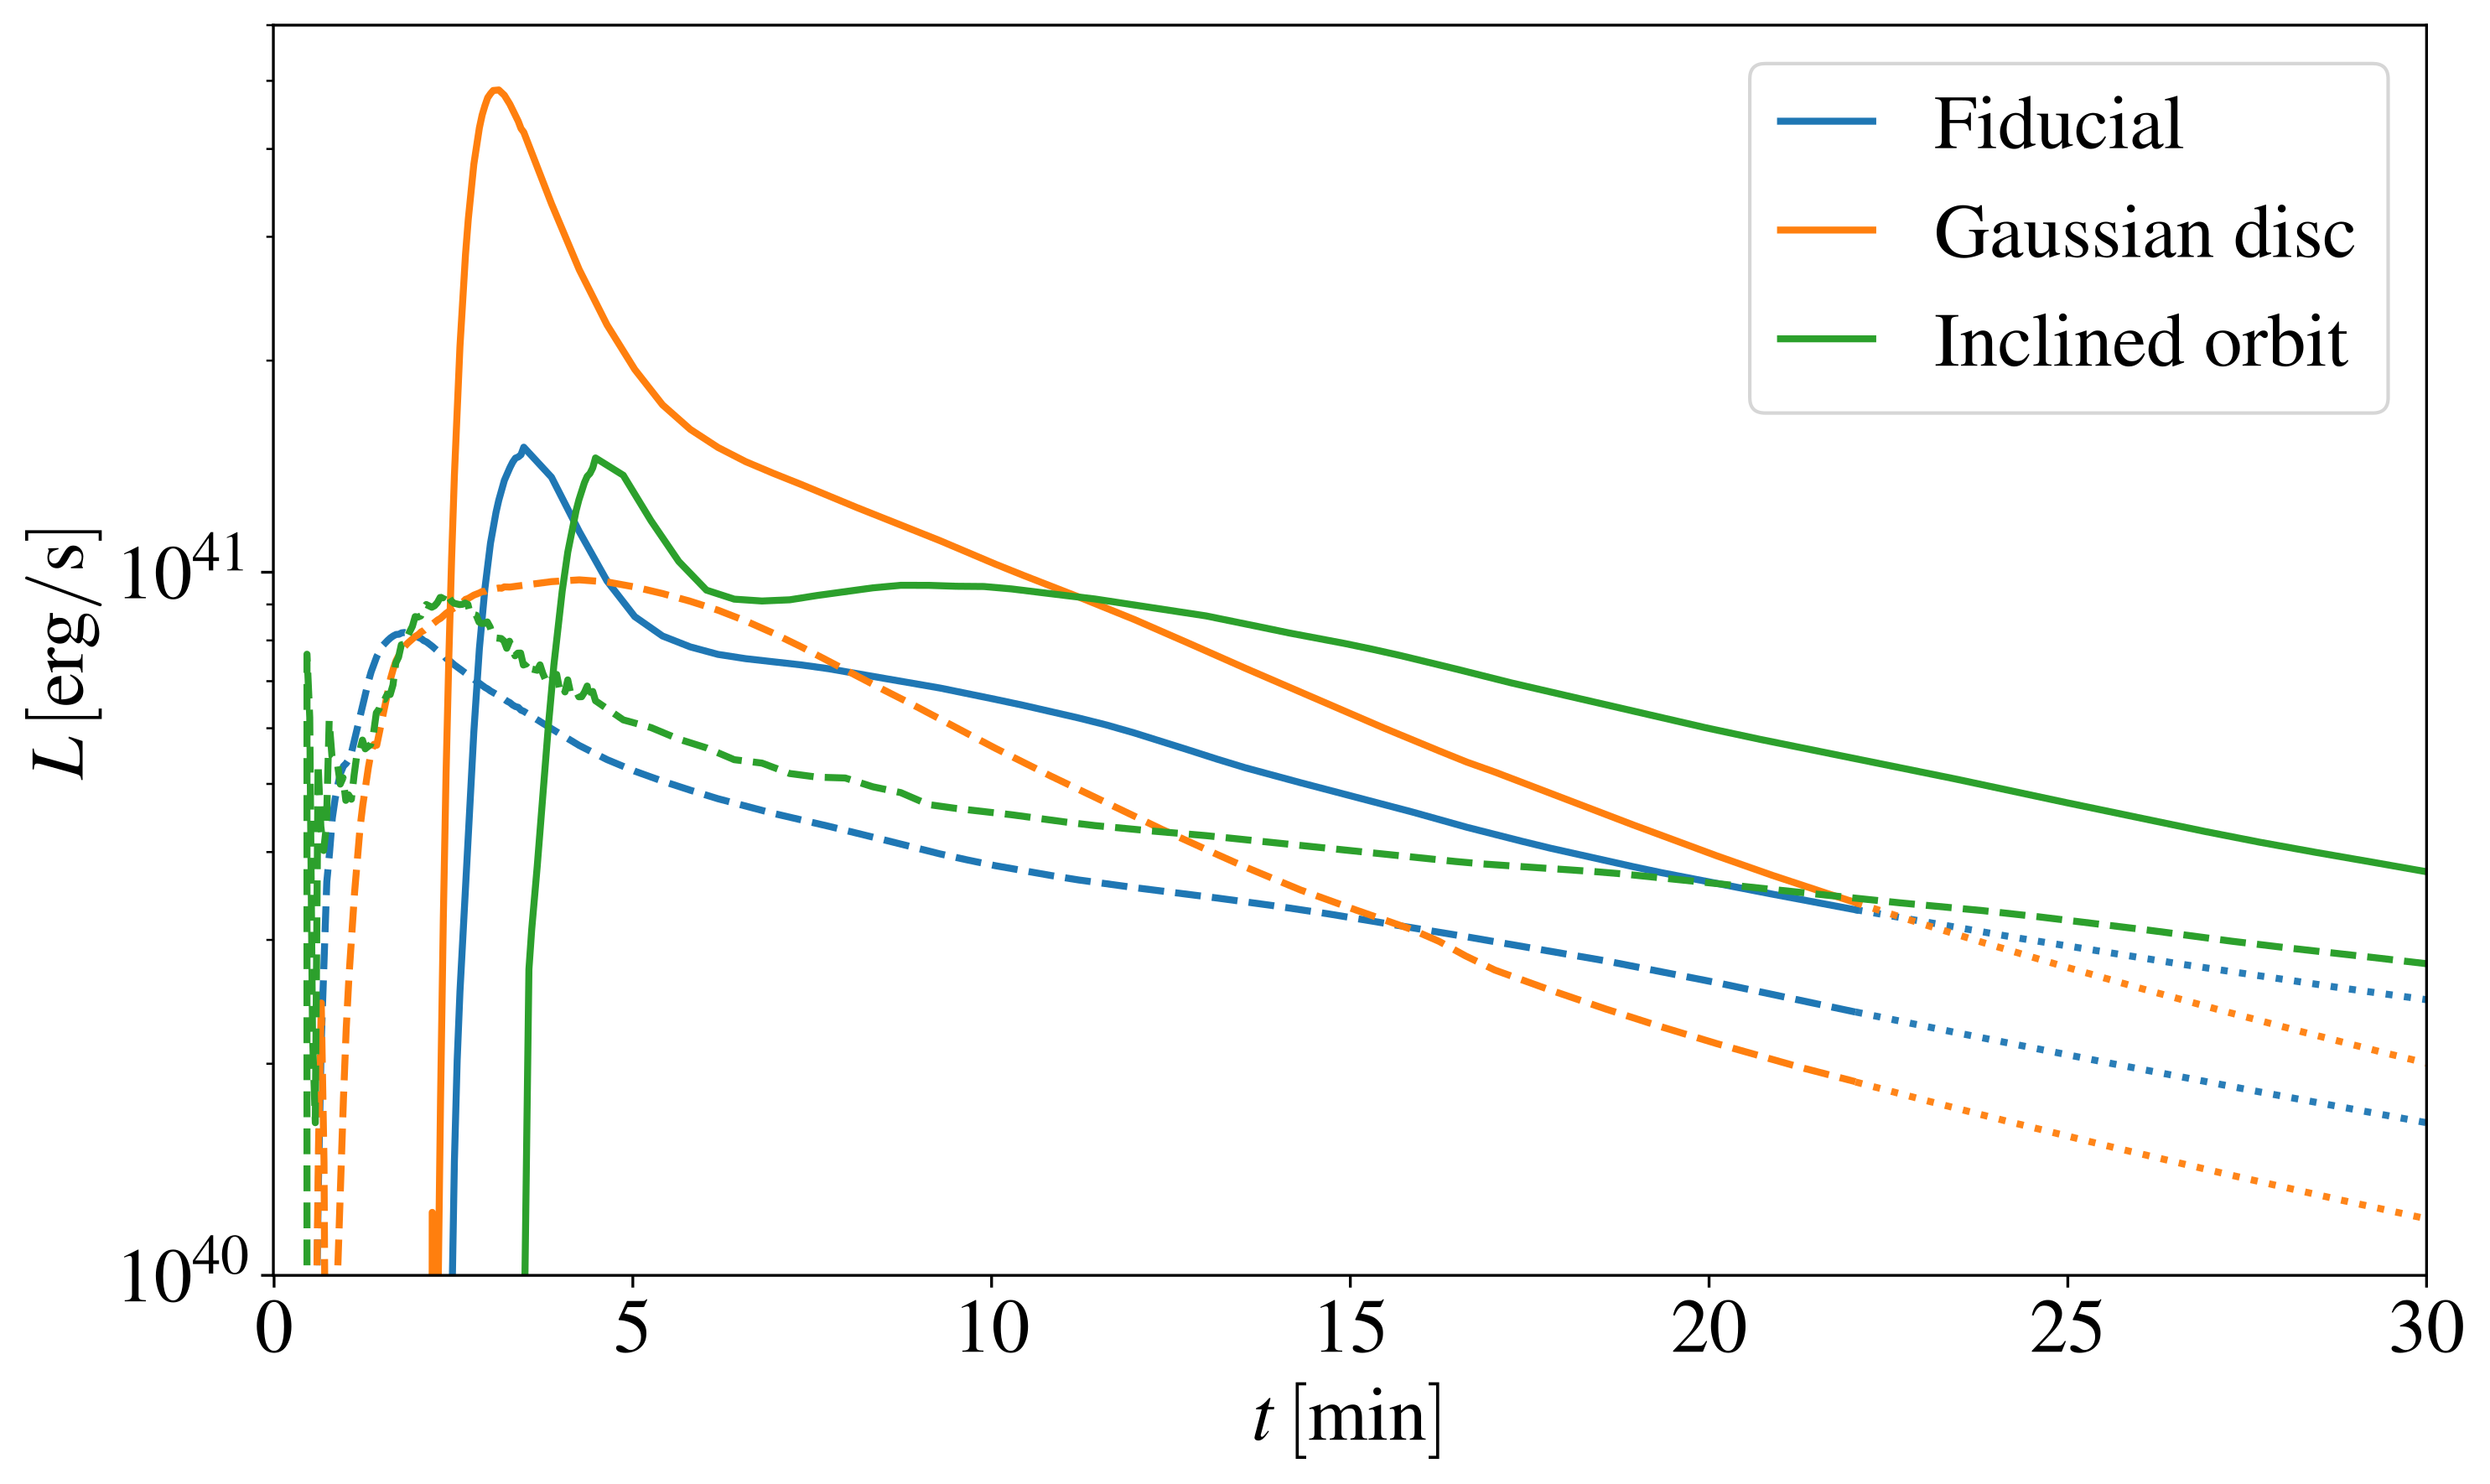 Fiducial
Gaussian disc
Inclined orbit
L [erg/s]
10^41
10^40
0 5 10 15 20 25 30
t [min]